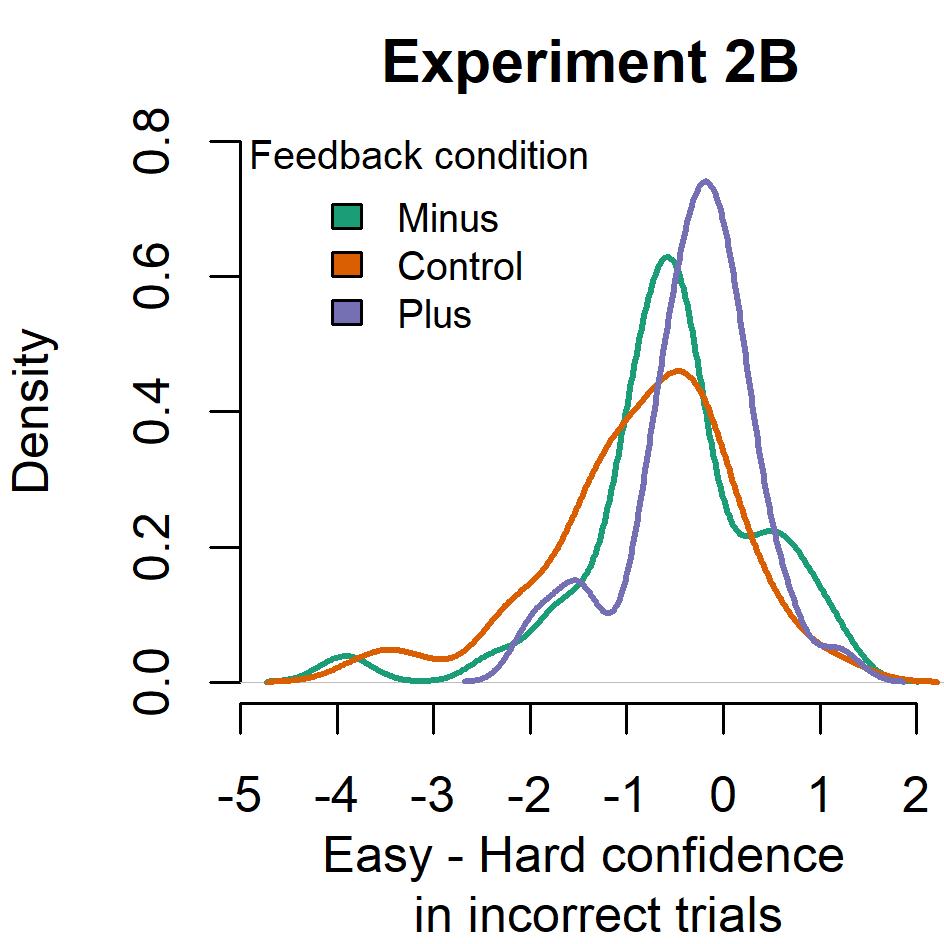 Experiment 2B
Feedback condition
Minus
Control
Plus
Density
0.8
0.6
0.4
0.2
0.0
-5 -4 -3 -2 -1 0 1 2
Easy - Hard confidence
in incorrect trials